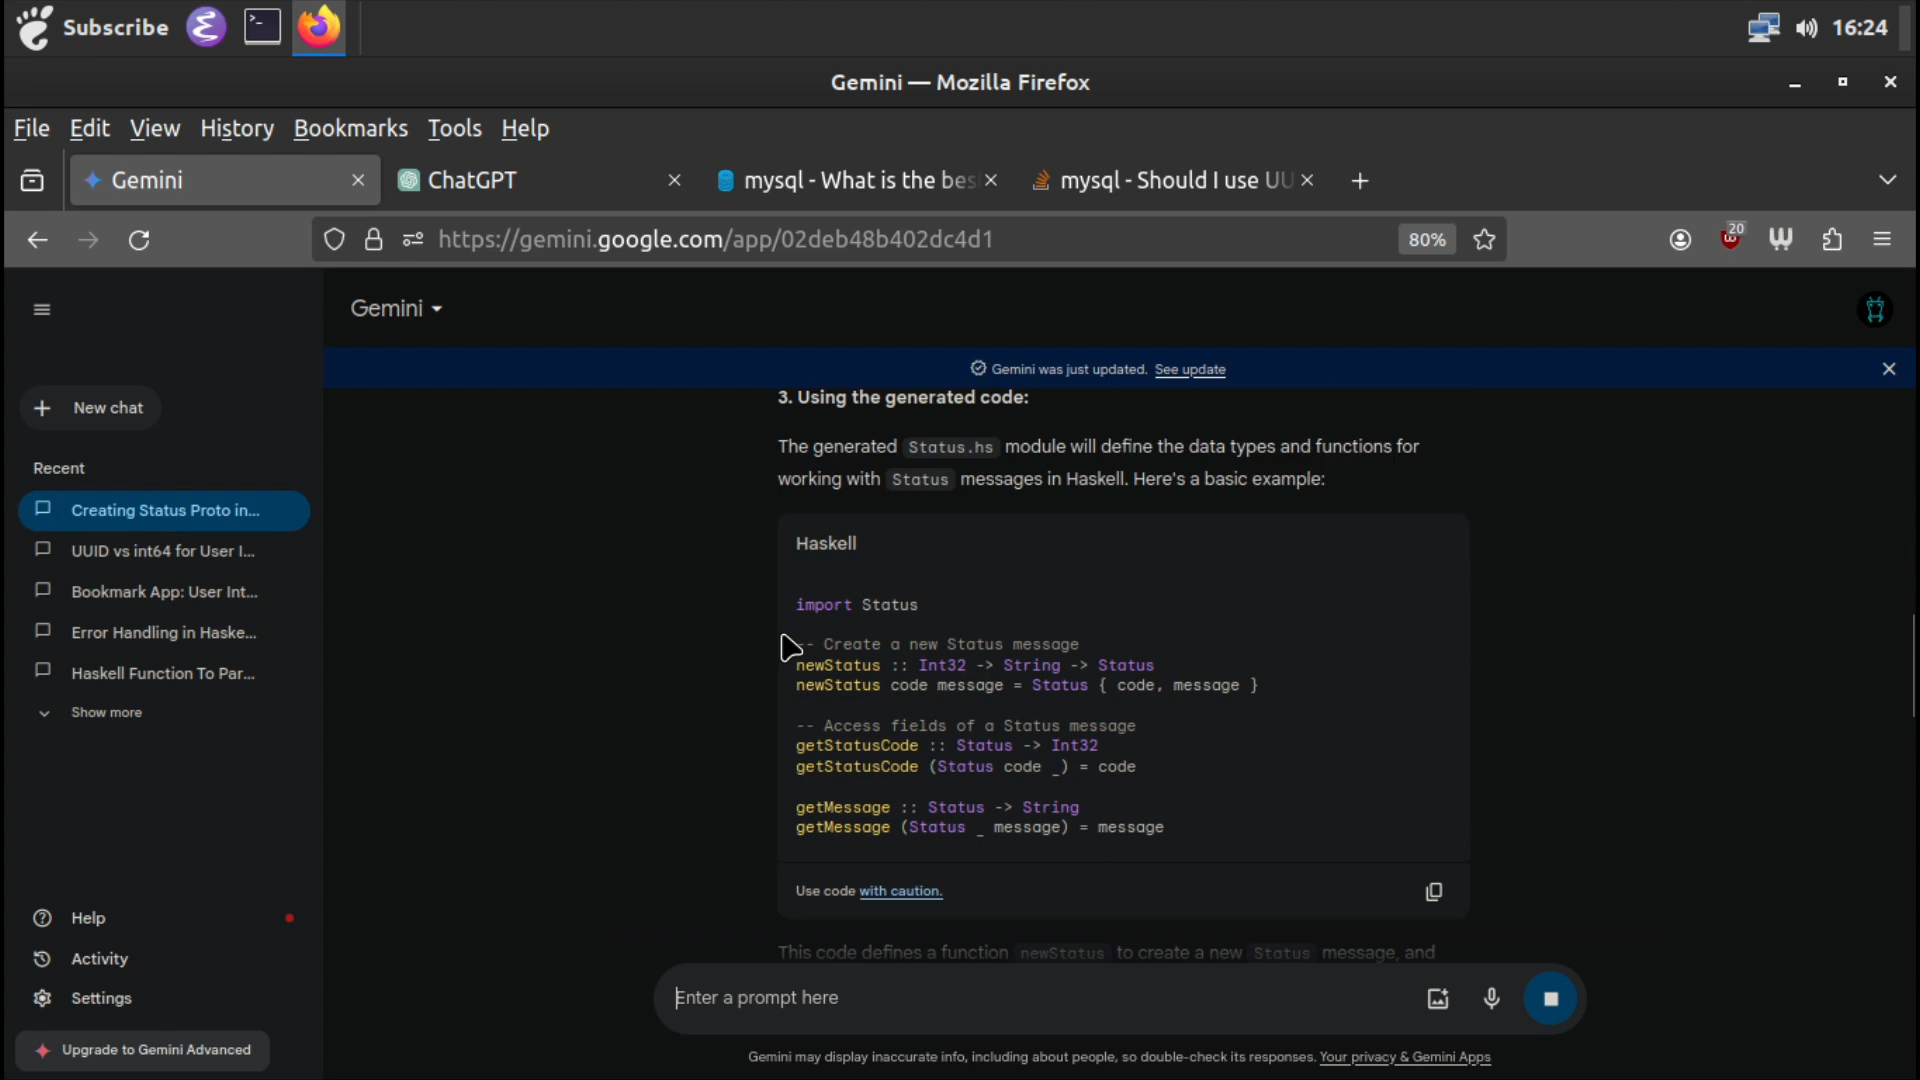 Subscribe
16:24
Gemini — Mozilla Firefox
File Edit View History Bookmarks Tools Help
Gemini
ChatGPT
mysql - What is the bes
mysql - Should I use UU
https://gemini.google.com/app/02deb48b402dc4d1
80%
20
Gemini
Gemini was just updated. See update
New chat
Recent
Creating Status Proto in...
UUID vs int64 for User I...
Bookmark App: User Int...
Error Handling in Haske...
Haskell Function To Par...
Show more
Help
Activity
Settings
Upgrade to Gemini Advanced
3. Using the generated code:
The generated Status.hs module will define the data types and functions for
working with Status messages in Haskell. Here's a basic example:
Haskell
import Status
-- Create a new Status message
newStatus :: Int32 -> String -> Status
newStatus code message = Status { code, message }
-- Access fields of a Status message
getStatusCode :: Status -> Int32
getStatusCode (Status code _) = code
getMessage :: Status -> String
getMessage (Status _ message) = message
Use code with caution.
This code defines a function newStatus to create a new Status message, and
Enter a prompt here
Gemini may display inaccurate info, including about people, so double-check its responses. Your privacy & Gemini Apps